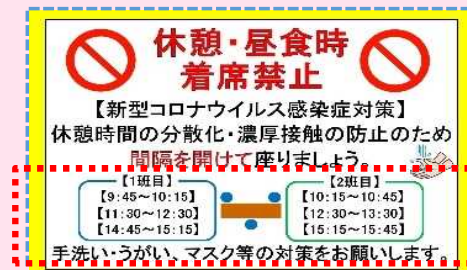 休憩・昼食時
着席禁止
【新型コロナウイルス感染症対策】
休憩時間の分散化・濃厚接触の防止のため
間隔を開けて座りましょう。
【1班目】
【9:45～10:15】
【11:30～12:30】
【14:45～15:15】
【2班目】
【10:15～10:45】
【12:30～13:30】
【15:15～15:45】
手洗い・うがい、マスク等の対策をお願いします。